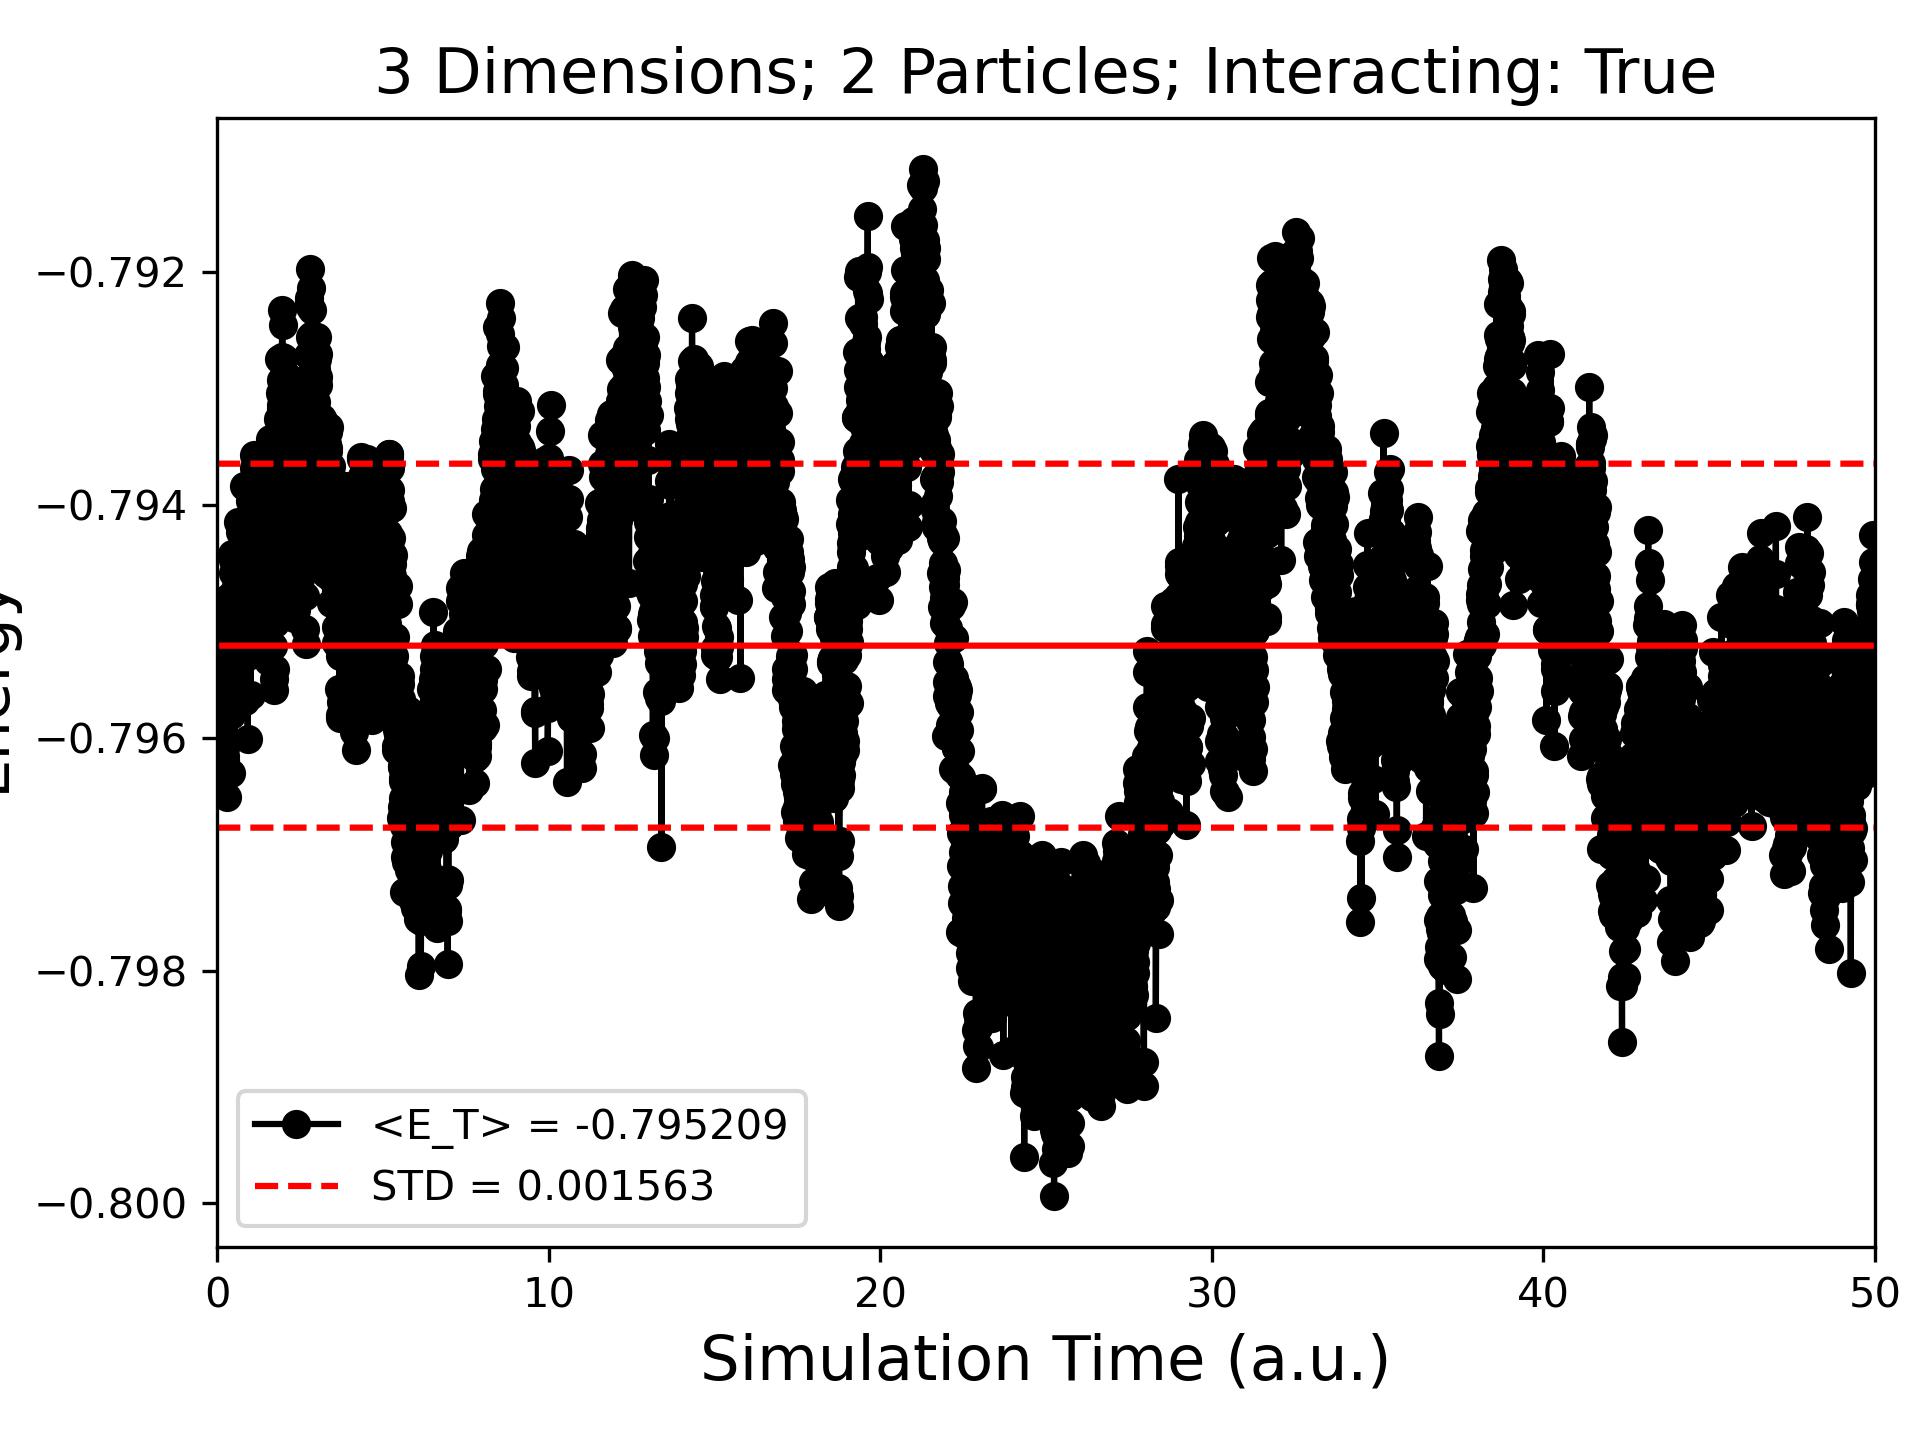 3 Dimensions; 2 Particles; Interacting: True
Energy
−0.792
−0.794
−0.796
−0.798
−0.800
<E_T> = -0.795209
STD = 0.001563
0 10 20 30 40 50
Simulation Time (a.u.)